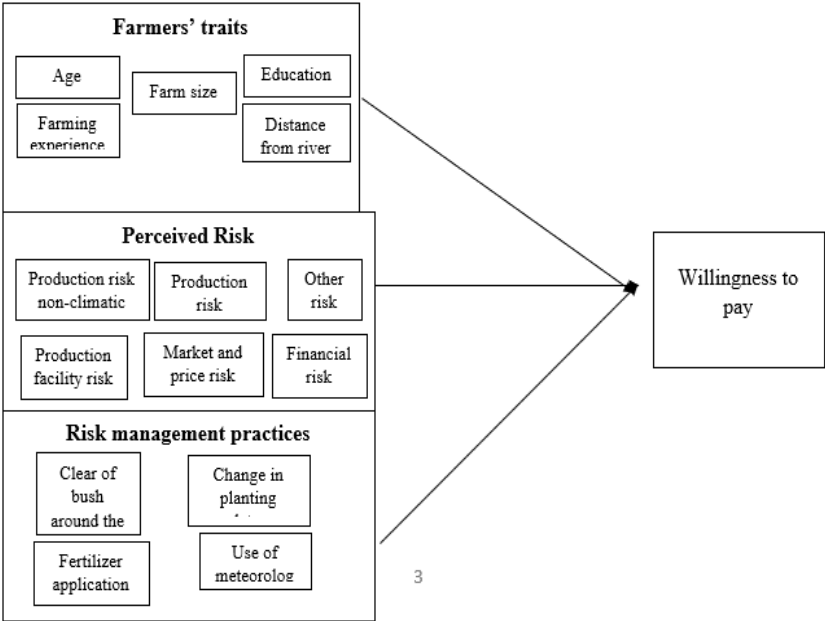 Farmers' traits
Age
Farm size
Education
Farming
experience
Distance
from river
Perceived Risk
Production risk
non-climatic
Production
risk
Other
risk
Production
facility risk
Market and
price risk
Financial
risk
Risk management practices
Clear of
bush
around the
Change in
planting
Fertilizer
application
Use of
meteorolog
3
Willingness to
pay